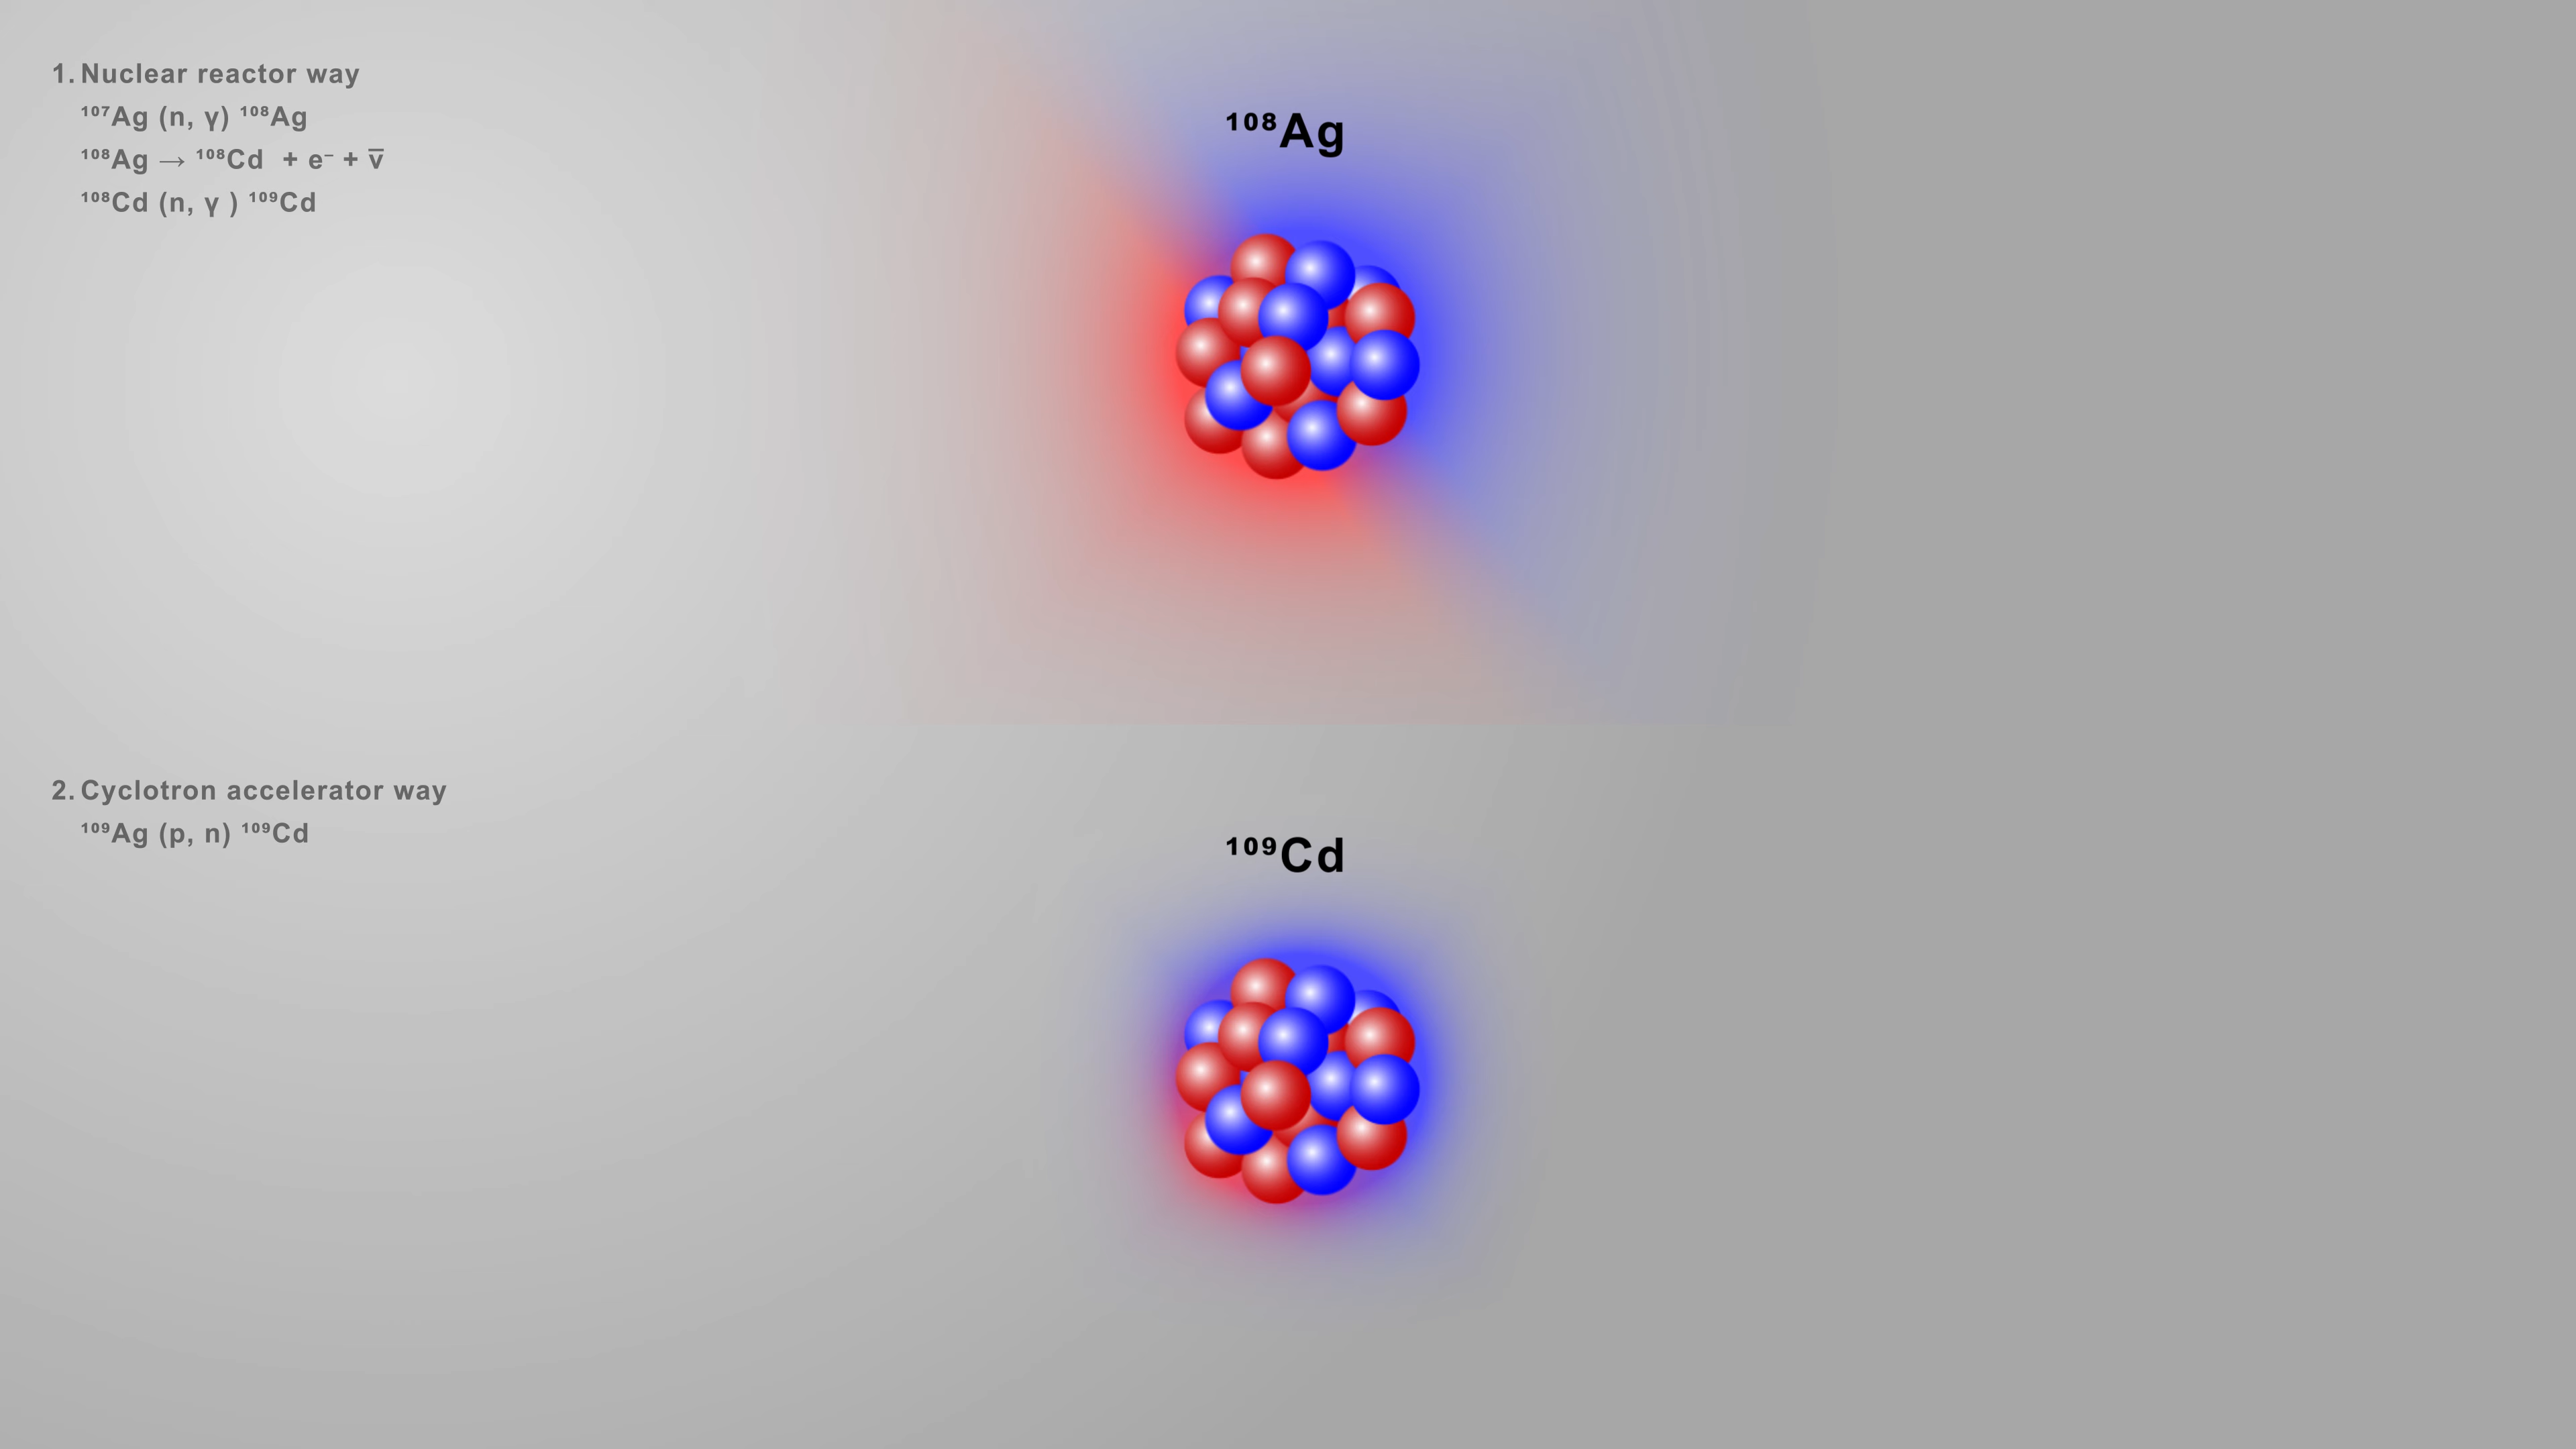 1. Nuclear reactor way
¹⁰⁷Ag (n, γ) ¹⁰⁸Ag
¹⁰⁸Ag → ¹⁰⁸Cd + e⁻ + v̅
¹⁰⁸Cd (n, γ ) ¹⁰⁹Cd
¹⁰⁸Ag
2. Cyclotron accelerator way
¹⁰⁹Ag (p, n) ¹⁰⁹Cd
¹⁰⁹Cd